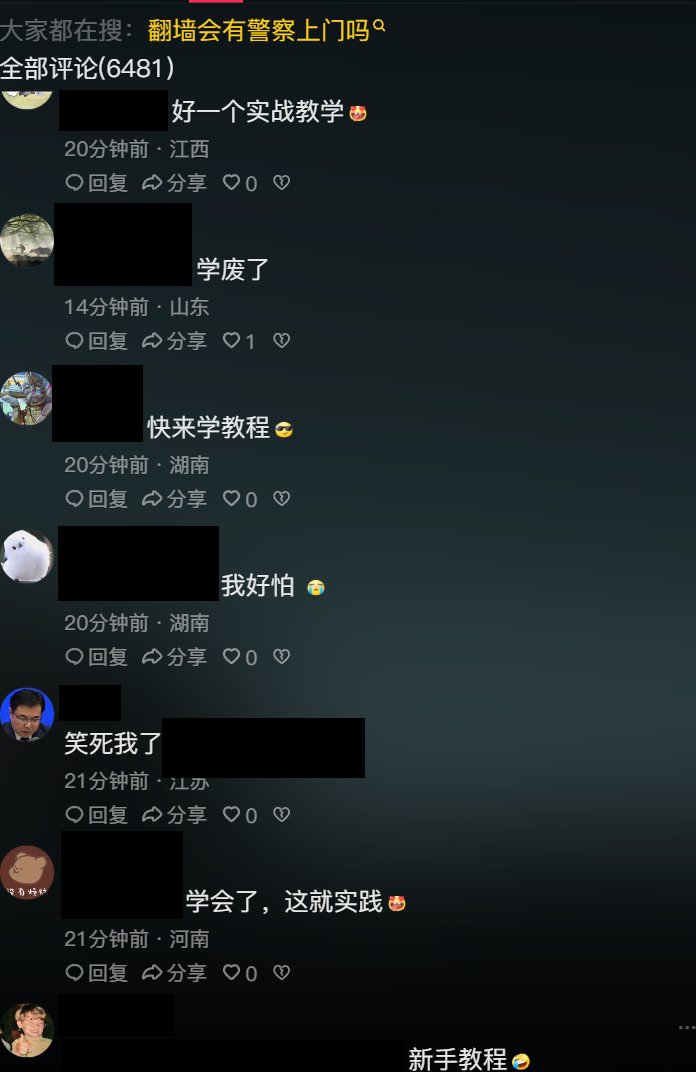 大家都在搜：翻墙会有警察上门吗
全部评论(6481)
好一个实战教学
20分钟前 · 江西
回复 分享 0
学废了
14分钟前 · 山东
回复 分享 1
快来学教程
20分钟前 · 湖南
回复 分享 0
我好怕
20分钟前 · 湖南
回复 分享 0
笑死我了
21分钟前 · 江苏
回复 分享 0
学会了，这就实践
21分钟前 · 河南
回复 分享 0
新手教程